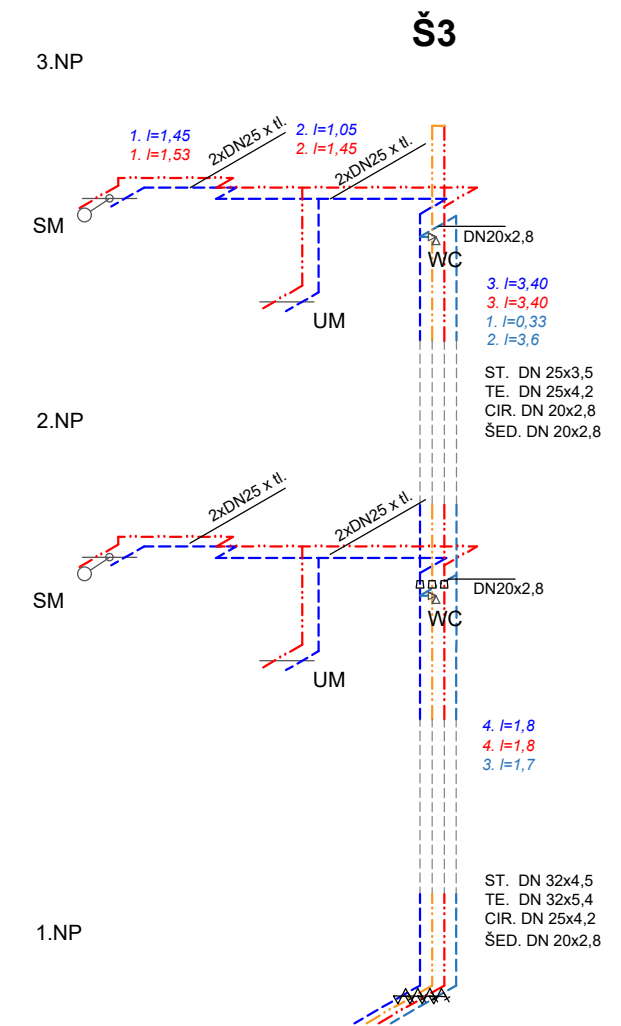 Š3
3.NP
1. l=1,45
1. l=1,53
2xDN25 x tl.
2. l=1,05
2. l=1,45
2xDN25 x tl.
SM
DN20x2,8
WC
UM
3. l=3,40
3. l=3,40
1. l=0,33
2. l=3,6
ST. DN 25x3,5
TE. DN 25x4,2
CIR. DN 20x2,8
ŠED. DN 20x2,8
2.NP
2xDN25 x tl.
2xDN25 x tl.
SM
DN20x2,8
WC
UM
4. l=1,8
4. l=1,8
3. l=1,7
ST. DN 32x4,5
TE. DN 32x5,4
CIR. DN 25x4,2
ŠED. DN 20x2,8
1.NP